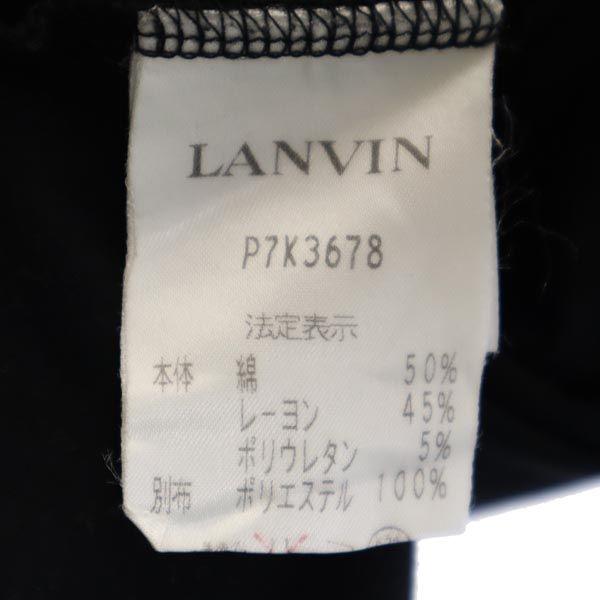 LANVIN
P7K3678
法定表示
本体 綿 50%
レーヨン 45%
ポリウレタン 5%
別布 ポリエステル 100%